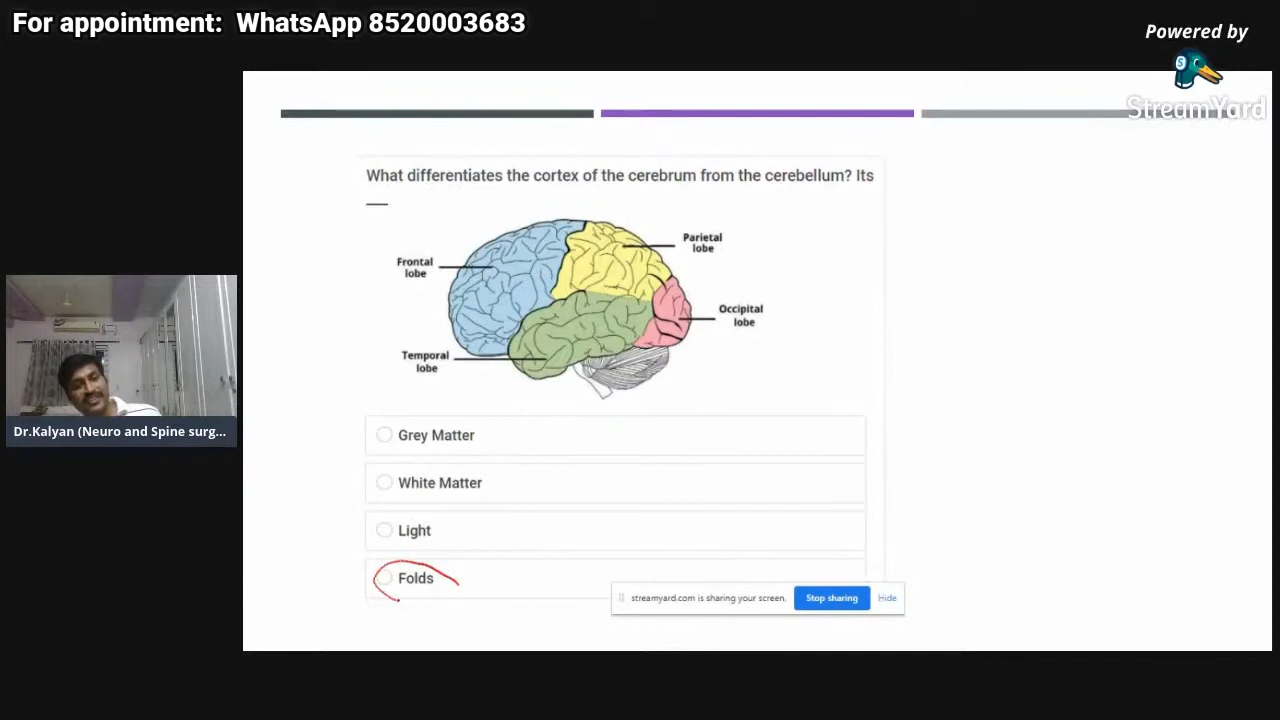 For appointment:  WhatsApp 8520003683
Powered by
S
StreamYard
What differentiates the cortex of the cerebrum from the cerebellum? Its
__
Parietal
lobe
Frontal
lobe
Occipital
lobe
Temporal
lobe
Dr.Kalyan (Neuro and Spine surg...
Grey Matter
White Matter
Light
Folds
streamyard.com is sharing your screen.
Stop sharing
Hide